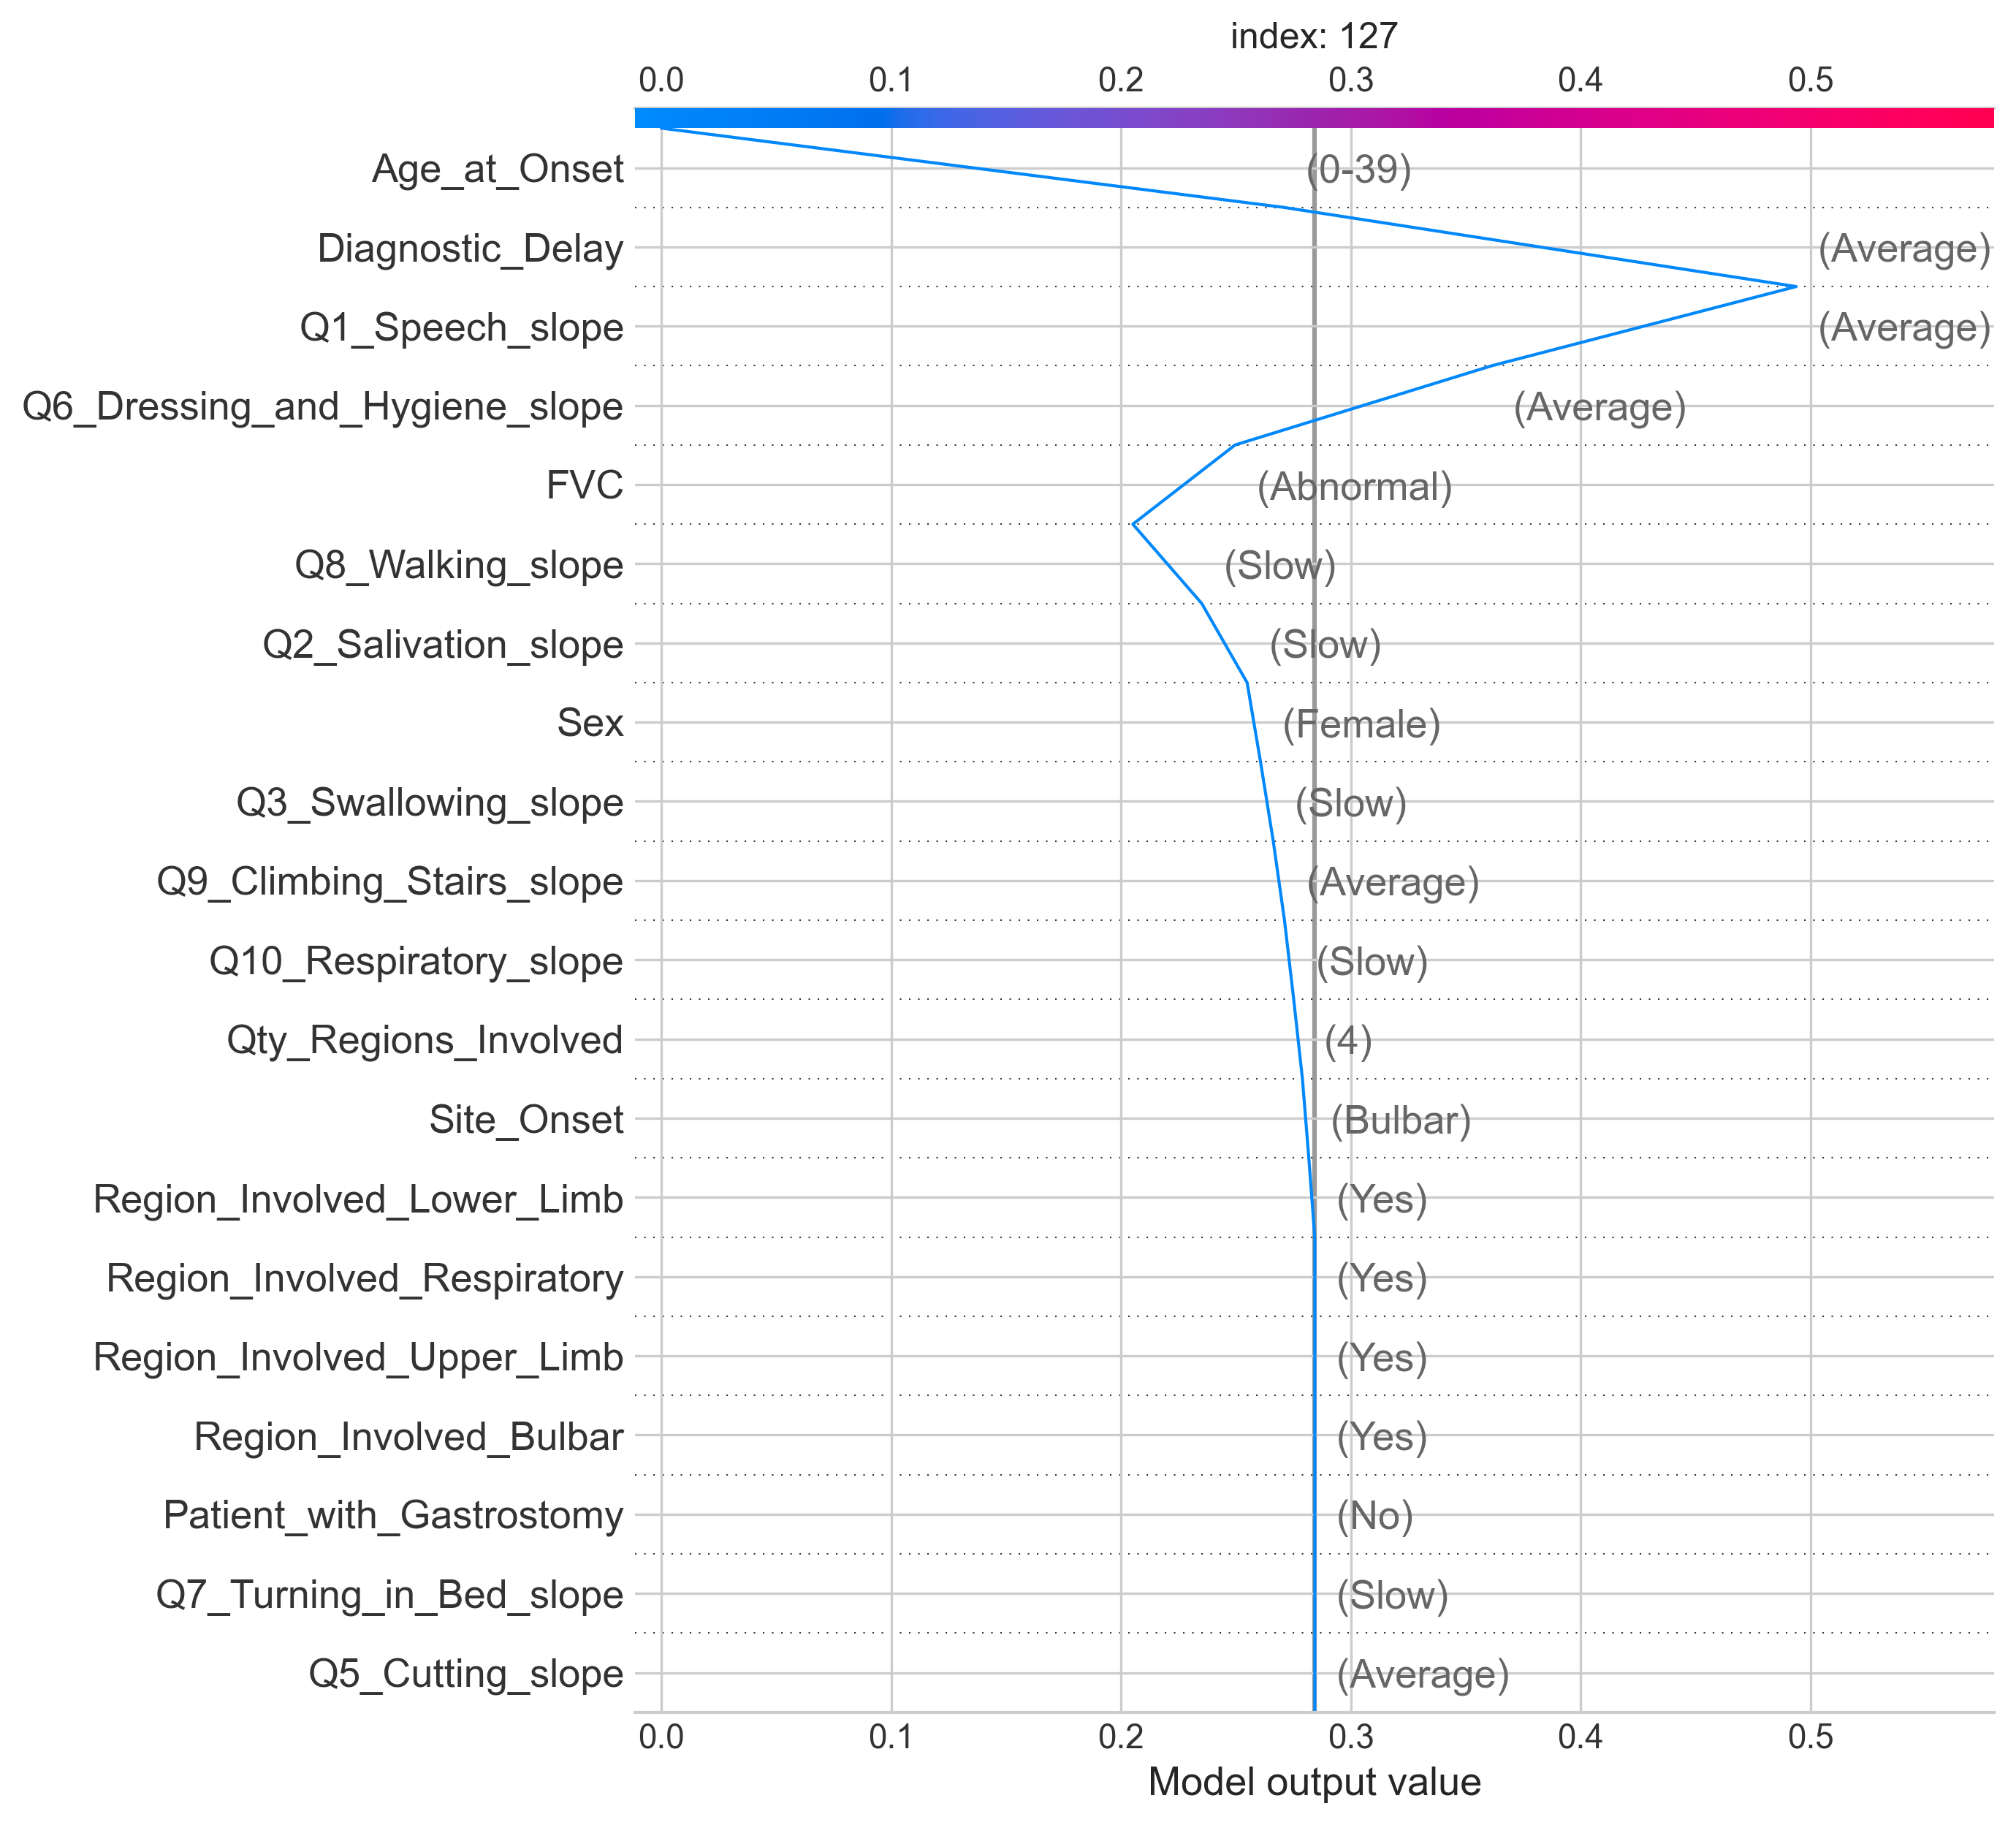 index: 127
0.0 0.1 0.2 0.3 0.4 0.5
Age_at_Onset (0-39)
Diagnostic_Delay (Average)
Q1_Speech_slope (Average)
Q6_Dressing_and_Hygiene_slope (Average)
FVC (Abnormal)
Q8_Walking_slope (Slow)
Q2_Salivation_slope (Slow)
Sex (Female)
Q3_Swallowing_slope (Slow)
Q9_Climbing_Stairs_slope (Average)
Q10_Respiratory_slope (Slow)
Qty_Regions_Involved (4)
Site_Onset (Bulbar)
Region_Involved_Lower_Limb (Yes)
Region_Involved_Respiratory (Yes)
Region_Involved_Upper_Limb (Yes)
Region_Involved_Bulbar (Yes)
Patient_with_Gastrostomy (No)
Q7_Turning_in_Bed_slope (Slow)
Q5_Cutting_slope (Average)
0.0 0.1 0.2 0.3 0.4 0.5
Model output value